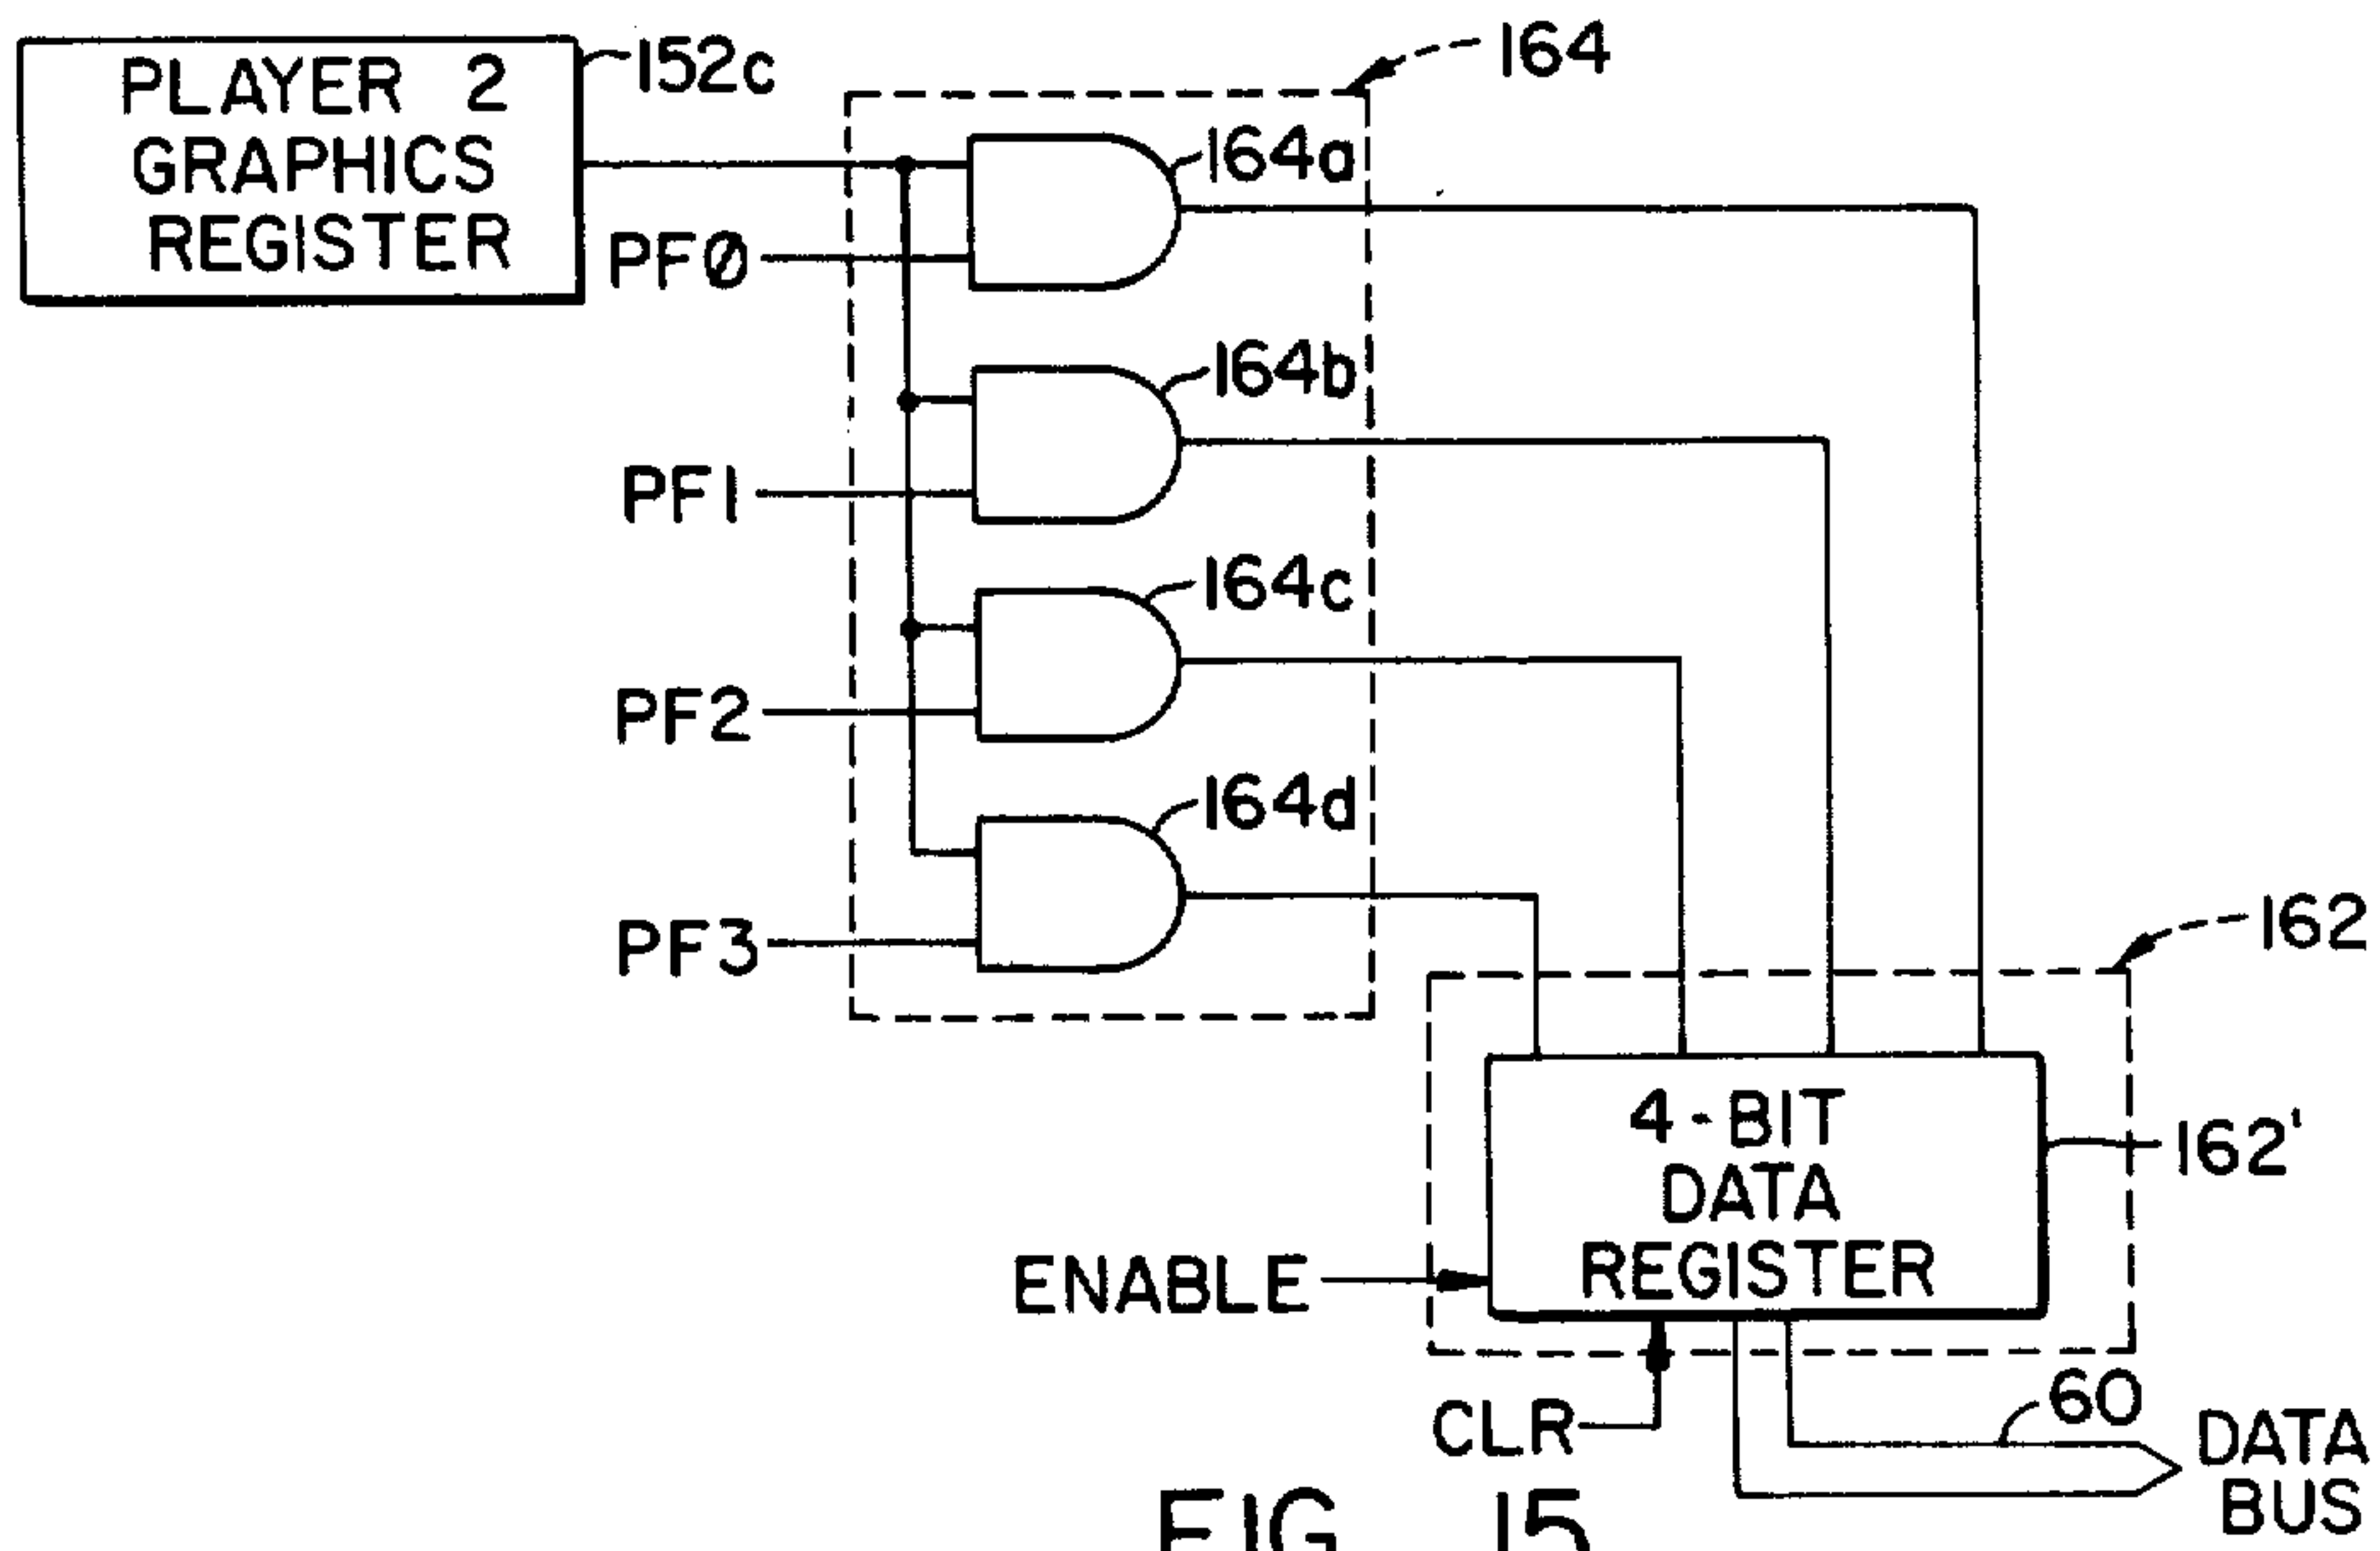 PLAYER 2
GRAPHICS
REGISTER
152c
164
164a
PF0
164b
PF1
164c
PF2
164d
PF3
162
4-BIT
DATA
REGISTER
162'
ENABLE
CLR
60
DATA
BUS
FIG 15